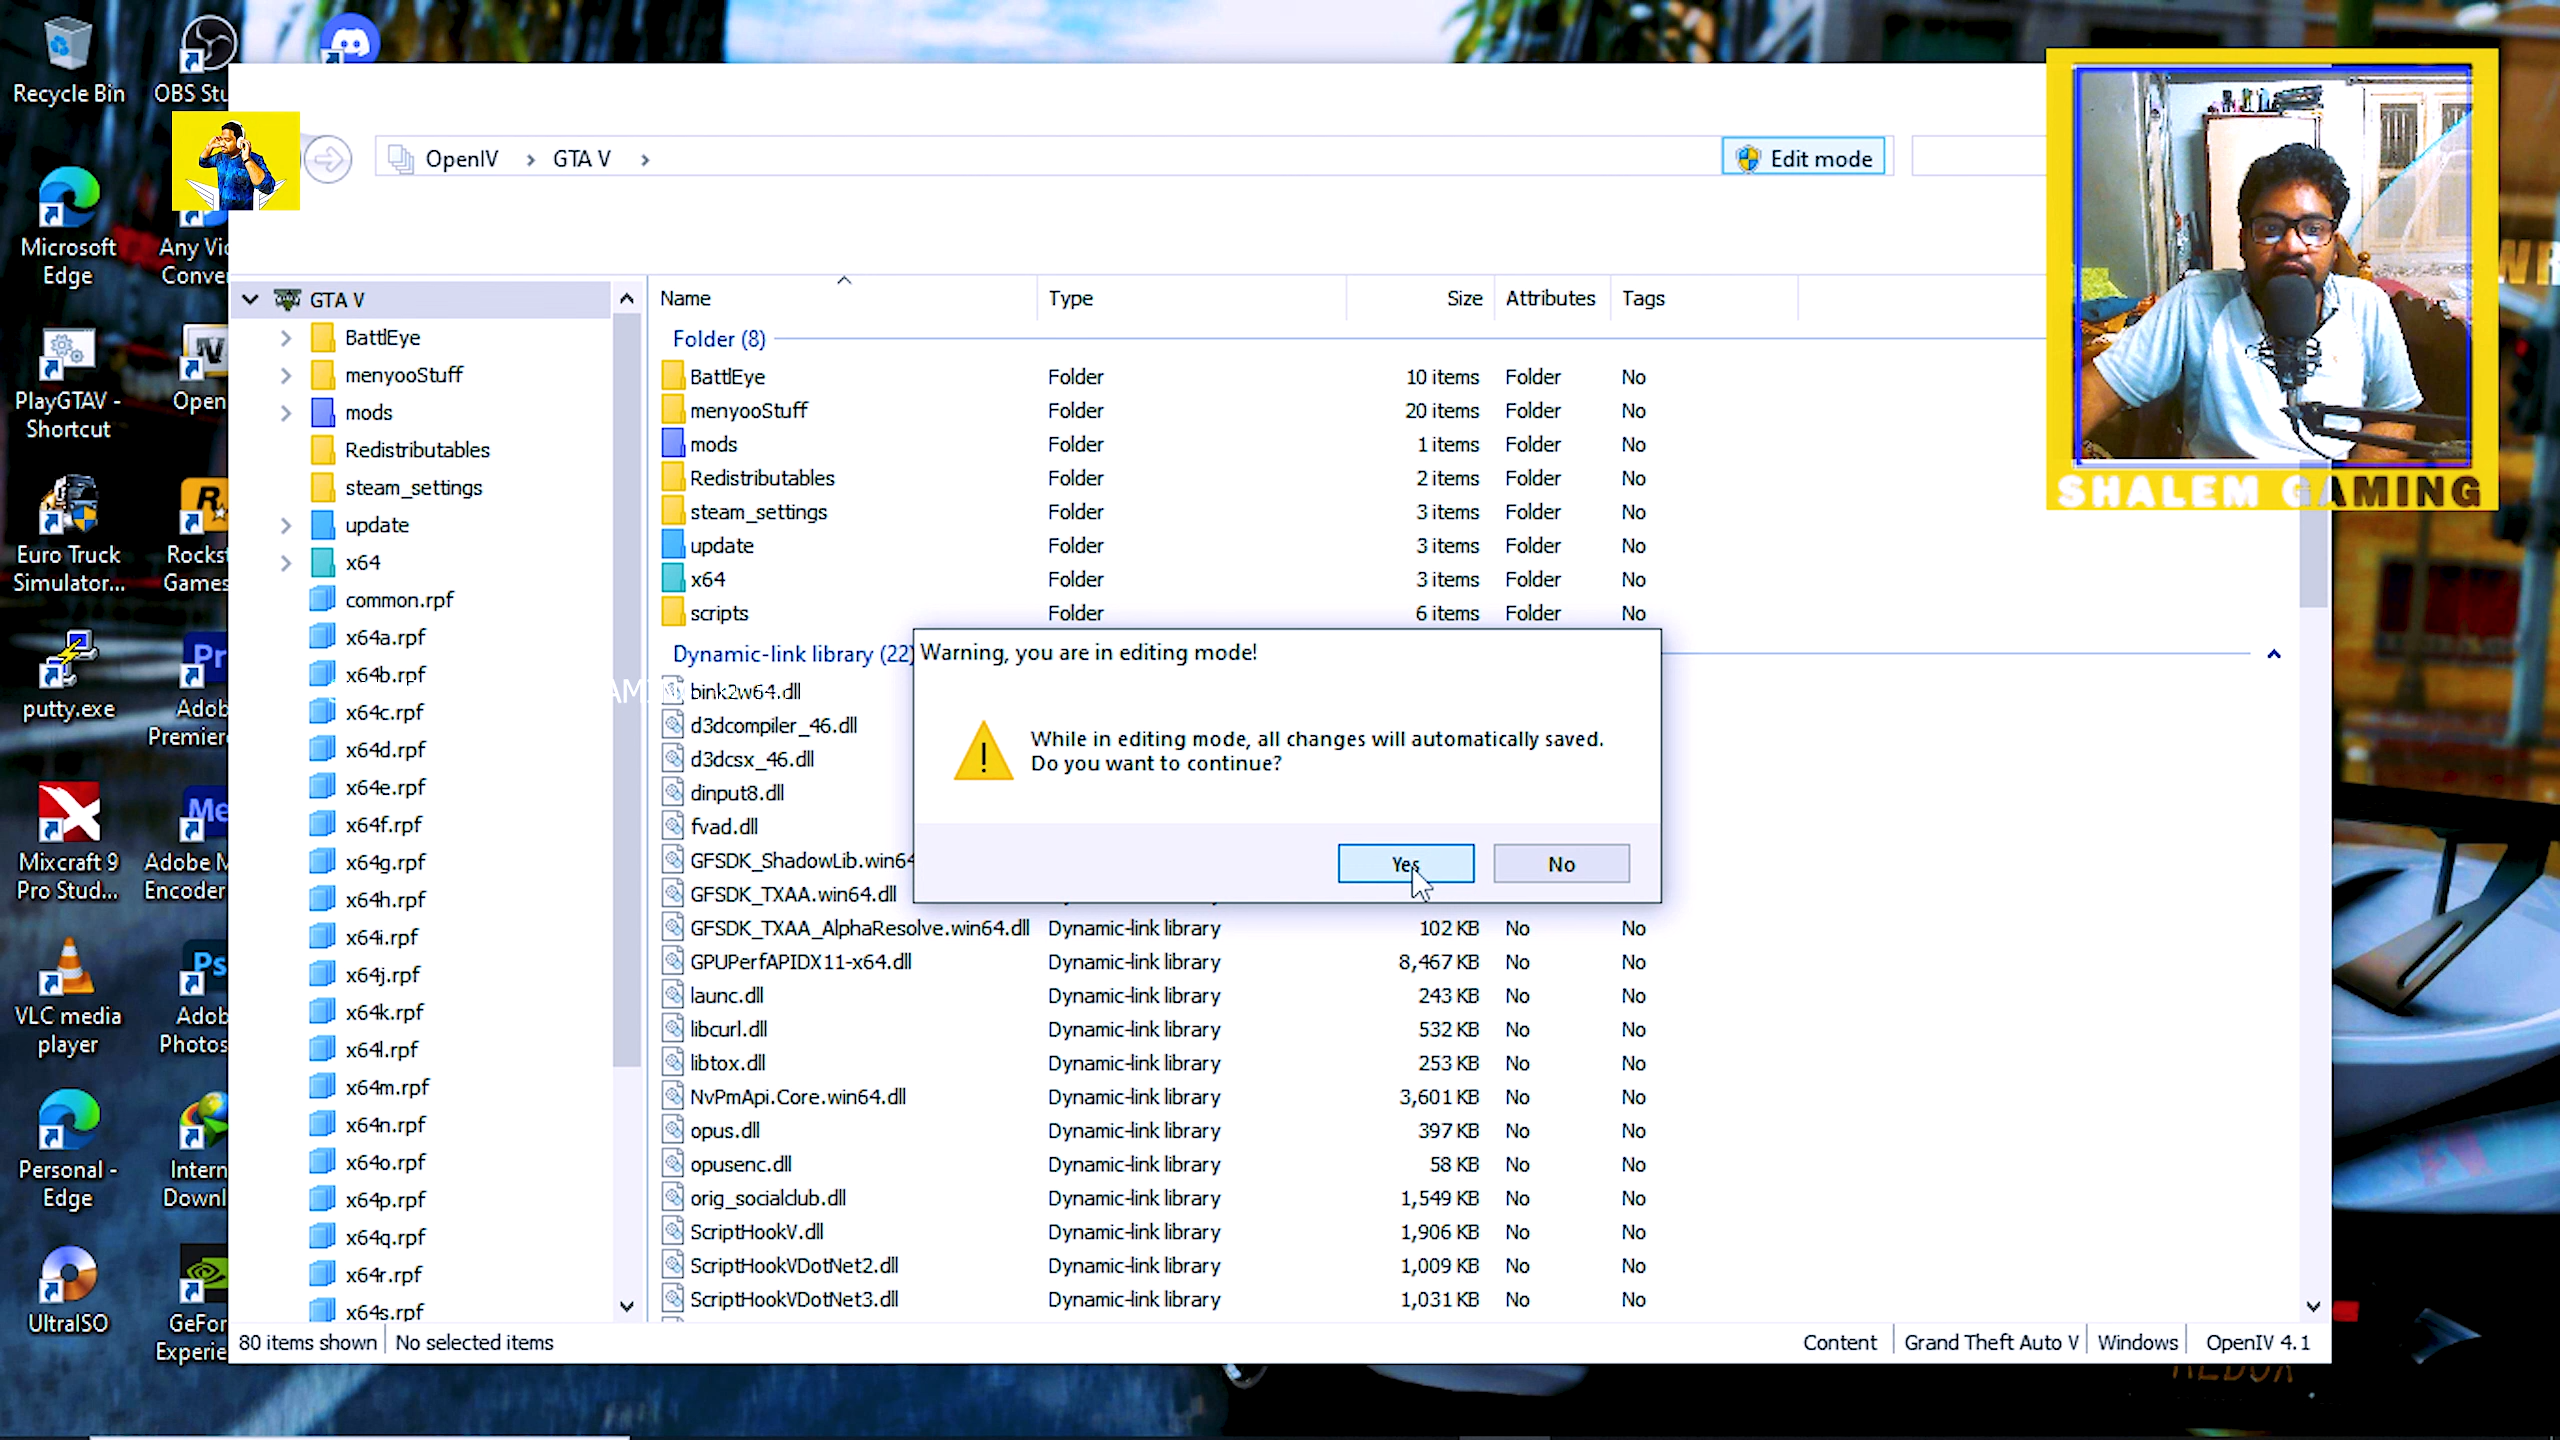 Recycle Bin
OBS Stu
OpenIV
GTA V
Edit mode
Microsoft
Edge
Any Vi
Conver
PlayGTAV -
Shortcut
Open
Euro Truck
Simulator...
Rockst
Games
putty.exe
Adob
Premier
Mixcraft 9
Pro Stud...
Adobe M
Encoder
VLC media
player
Adob
Photos
Personal -
Edge
Intern
Downl
UltraISO
GeFor
Experie
GTA V
BattlEye
menyooStuff
mods
Redistributables
steam_settings
update
x64
common.rpf
x64a.rpf
x64b.rpf
x64c.rpf
x64d.rpf
x64e.rpf
x64f.rpf
x64g.rpf
x64h.rpf
x64i.rpf
x64j.rpf
x64k.rpf
x64l.rpf
x64m.rpf
x64n.rpf
x64o.rpf
x64p.rpf
x64q.rpf
x64r.rpf
x64s.rpf
Name Type Size Attributes Tags
Folder (8)
BattlEye Folder 10 items Folder No
menyooStuff Folder 20 items Folder No
mods Folder 1 items Folder No
Redistributables Folder 2 items Folder No
steam_settings Folder 3 items Folder No
update Folder 3 items Folder No
x64 Folder 3 items Folder No
scripts Folder 6 items Folder No
Dynamic-link library (22)
bink2w64.dll
d3dcompiler_46.dll
d3dcsx_46.dll
dinput8.dll
fvad.dll
GFSDK_ShadowLib.win64
GFSDK_TXAA.win64.dll
GFSDK_TXAA_AlphaResolve.win64.dll Dynamic-link library 102 KB No No
GPUPerfAPIDX11-x64.dll Dynamic-link library 8,467 KB No No
launc.dll Dynamic-link library 243 KB No No
libcurl.dll Dynamic-link library 532 KB No No
libtox.dll Dynamic-link library 253 KB No No
NvPmApi.Core.win64.dll Dynamic-link library 3,601 KB No No
opus.dll Dynamic-link library 397 KB No No
opusenc.dll Dynamic-link library 58 KB No No
orig_socialclub.dll Dynamic-link library 1,549 KB No No
ScriptHookV.dll Dynamic-link library 1,906 KB No No
ScriptHookVDotNet2.dll Dynamic-link library 1,009 KB No No
ScriptHookVDotNet3.dll Dynamic-link library 1,031 KB No No
Warning, you are in editing mode!
While in editing mode, all changes will automatically saved.
Do you want to continue?
Yes
No
SHALEM GAMING
80 items shown
No selected items
Content
Grand Theft Auto V
Windows
OpenIV 4.1